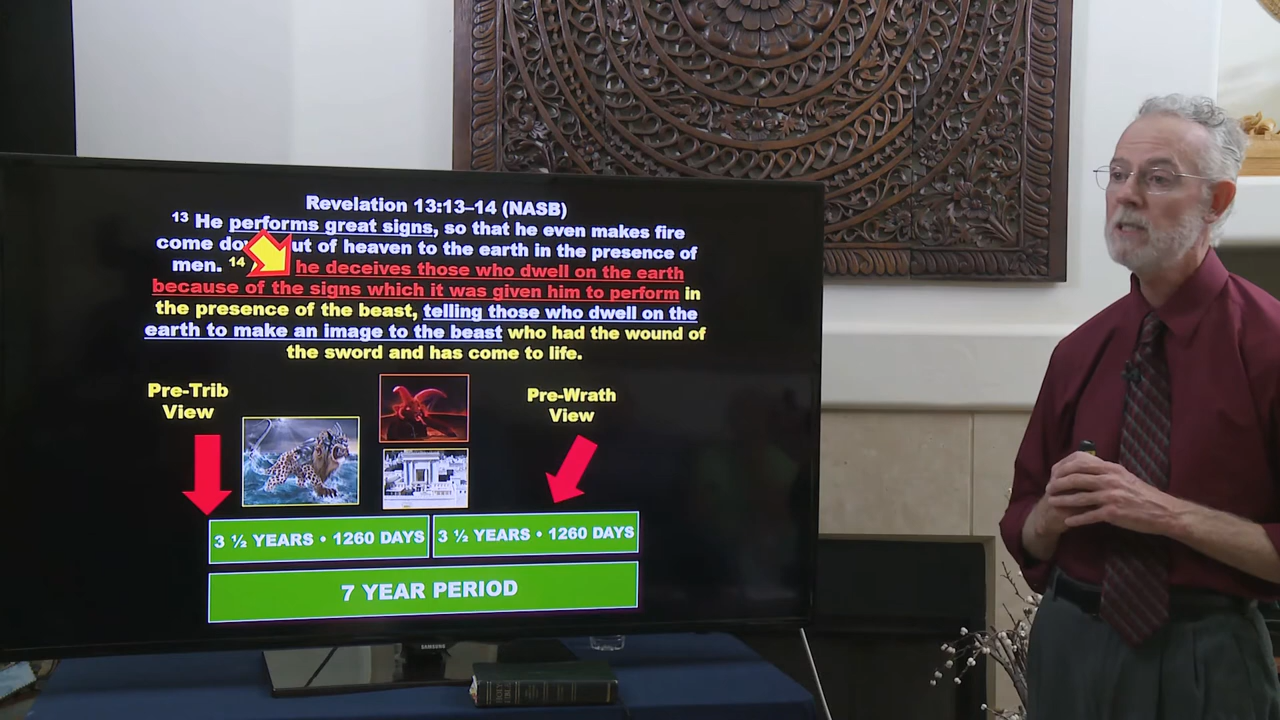 Revelation 13:13–14 (NASB)
13 He performs great signs, so that he even makes fire
come do ut of heaven to the earth in the presence of
men. 14 he deceives those who dwell on the earth
because of the signs which it was given him to perform in
the presence of the beast, telling those who dwell on the
earth to make an image to the beast who had the wound of
the sword and has come to life.
Pre-Trib
View
Pre-Wrath
View
3 ½ YEARS • 1260 DAYS
3 ½ YEARS • 1260 DAYS
7 YEAR PERIOD
SAMSUNG
HOLY
BIBLE